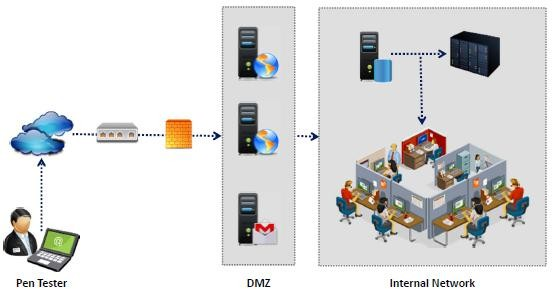 @
Pen Tester
DMZ
Internal Network